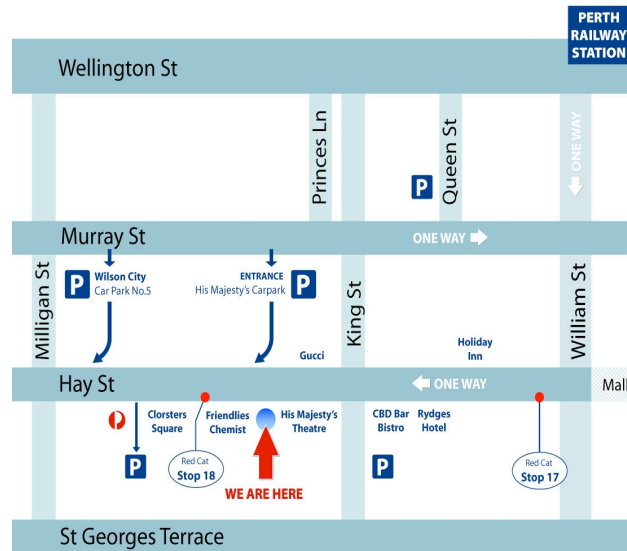 PERTH
RAILWAY
STATION
Wellington St
Princes Ln
Queen St
ONE WAY
P
Murray St
ONE WAY
Milligan St
P
Wilson City
Car Park No.5
ENTRANCE
His Majesty's Carpark
P
King St
William St
Gucci
Holiday
Inn
Hay St
ONE WAY
Mall
Clorsters
Square
Friendlies
Chemist
His Majesty's
Theatre
CBD Bar
Bistro
Rydges
Hotel
P
Red Cat
Stop 18
P
Red Cat
Stop 17
WE ARE HERE
St Georges Terrace